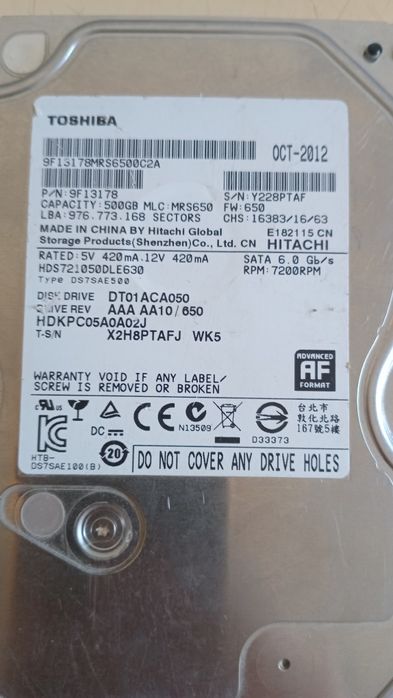 TOSHIBA
9F13178MRS6500C2A
OCT-2012
P/N:9F13178
S/N:Y228PTAF
CAPACITY:500GB MLC:MRS650
FW:650
LBA:976,773,168 SECTORS
CHS:16383/16/63
MADE IN CHINA BY Hitachi Global
E182115 CN
Storage Products(Shenzhen)Co., Ltd. CN
HITACHI
RATED:5V 420mA,12V 420mA
SATA 6.0 Gb/s
HDS721050DLE630
RPM:7200RPM
Type DS7SAE500
DISK DRIVE DT01ACA050
DRIVE REV AAA AA10/650
HDKPC05A0A02J
T-S/N X2H8PTAFJ WK5
WARRANTY VOID IF ANY LABEL/
SCREW IS REMOVED OR BROKEN
ADVANCED
AF
FORMAT
c UL us
DC
CE
N13509
D33373
台北市
敦化北路
167號5樓
HTB-
DS7SAE100(B)
20
DO NOT COVER ANY DRIVE HOLES